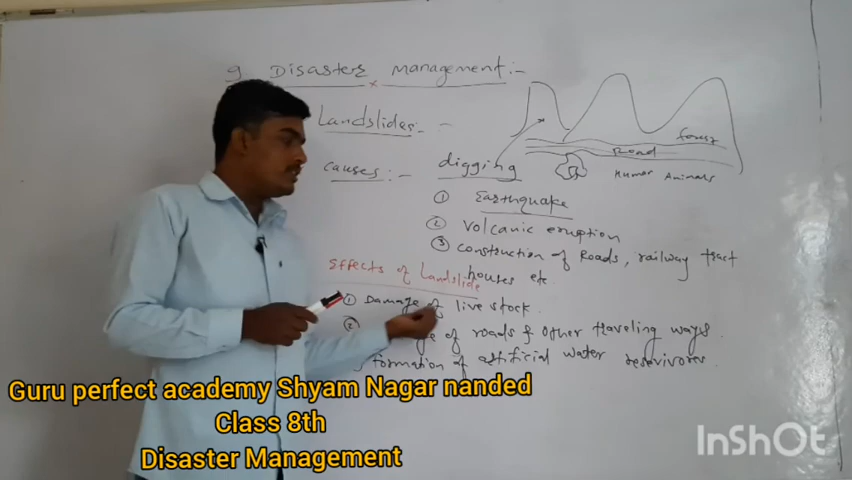 9 Disasters management :-
Landslides :-
causes :- digging
forest
Road
Human Animals
① Earthquake
② Volcanic eruption
③ construction of Roads, railway tract
houses etc
Effects of Landslide
① Damage of live stock.
② of roads & other traveling ways.
formation of artificial water
Guru perfect academy Shyam Nagar nanded
Class 8th
Disaster Management
InShOt